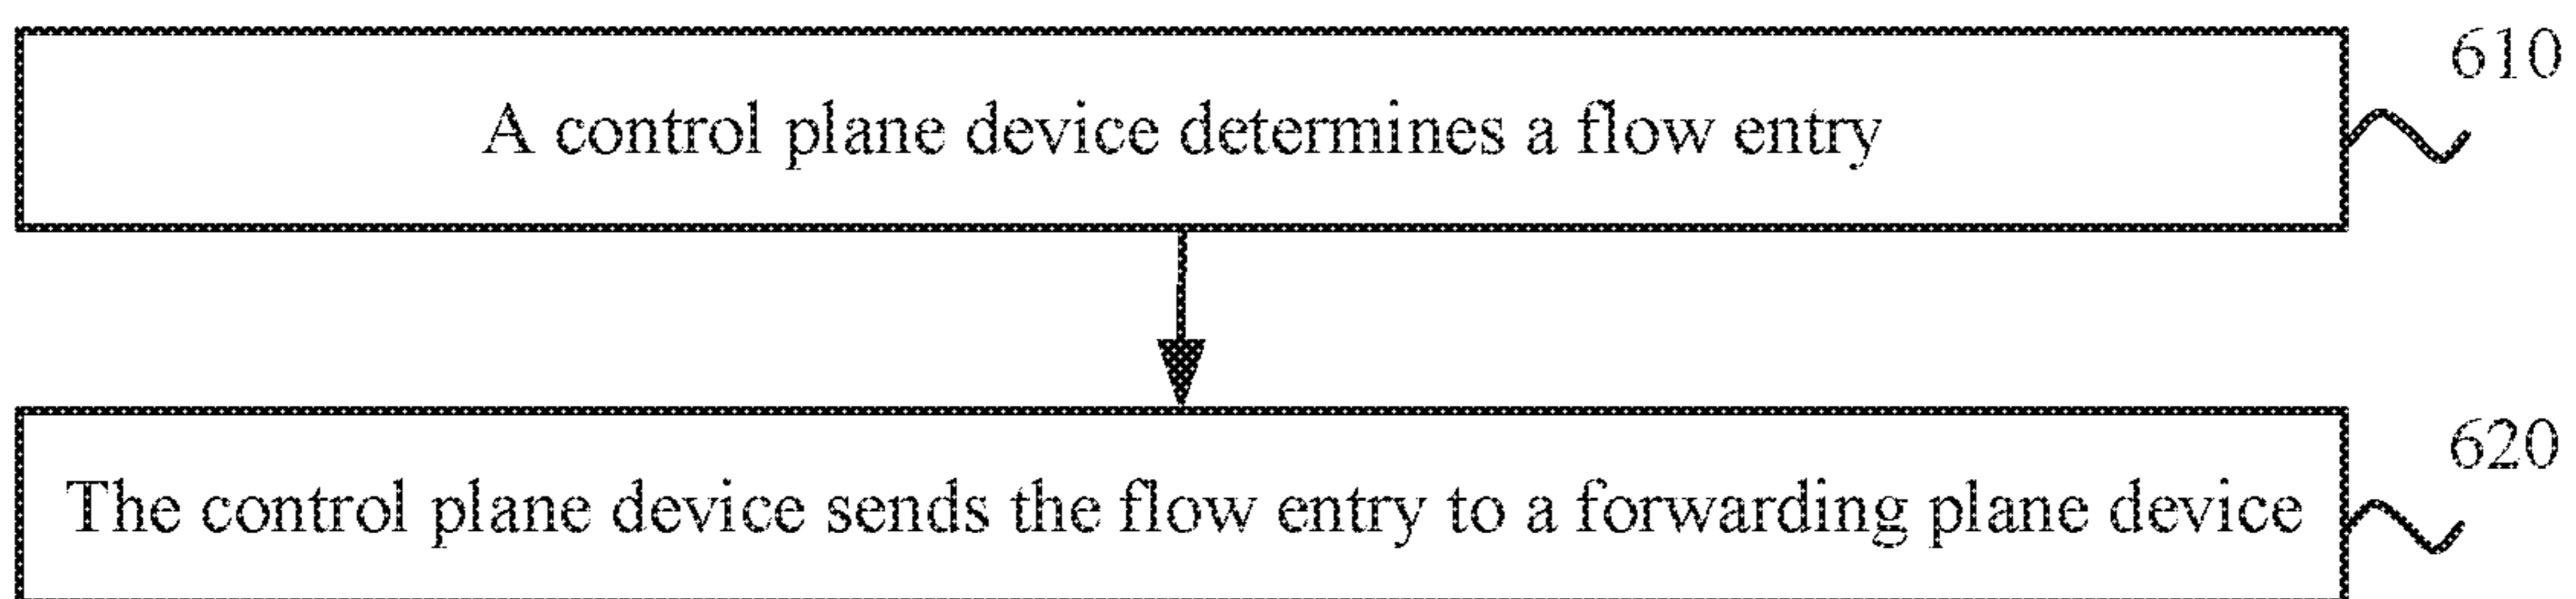 610
A control plane device determines a flow entry
620
The control plane device sends the flow entry to a forwarding plane device